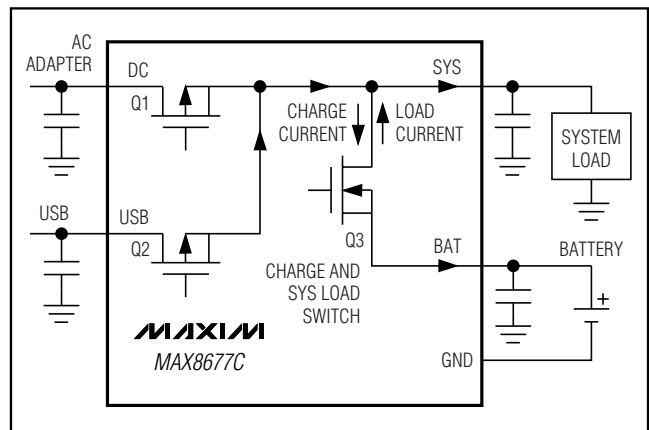 AC
ADAPTER
DC
Q1
SYS
CHARGE
CURRENT
LOAD
CURRENT
SYSTEM
LOAD
USB
USB
Q2
Q3
BAT
BATTERY
CHARGE AND
SYS LOAD
SWITCH
+
MAXIM
MAX8677C
GND